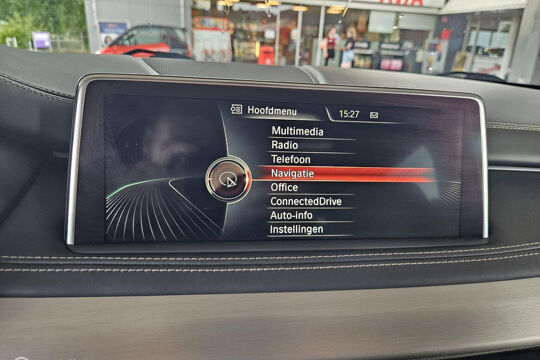 Hoofdmenu 15:27
Multimedia
Radio
Telefoon
Navigatie
Office
ConnectedDrive
Auto-info
Instellingen